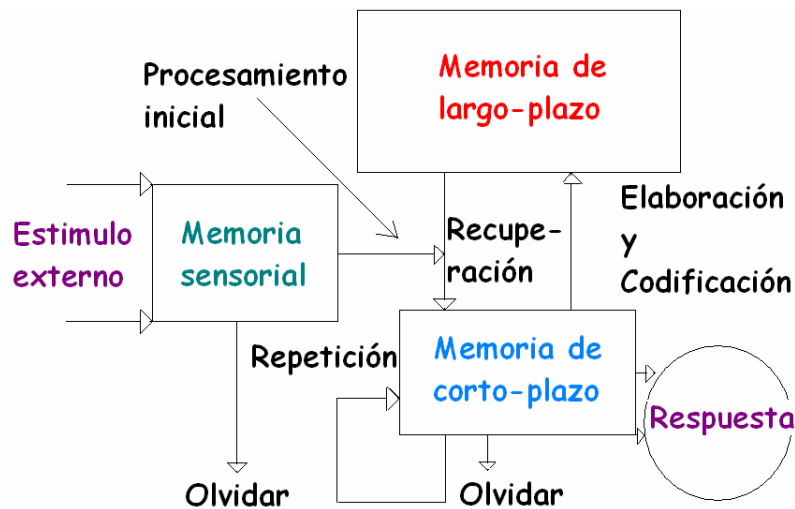 Procesamiento
inicial
Memoria de
largo-plazo
Estimulo
externo
Memoria
sensorial
Recupe-
ración
Elaboración
y
Codificación
Repetición
Memoria de
corto-plazo
Respuesta
Olvidar
Olvidar